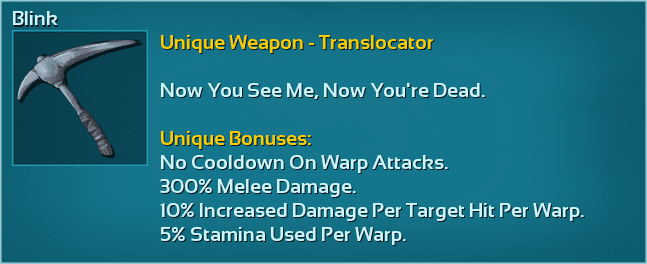 Blink
Unique Weapon - Translocator
Now You See Me, Now You're Dead.
Unique Bonuses:
No Cooldown On Warp Attacks.
300% Melee Damage.
10% Increased Damage Per Target Hit Per Warp.
5% Stamina Used Per Warp.